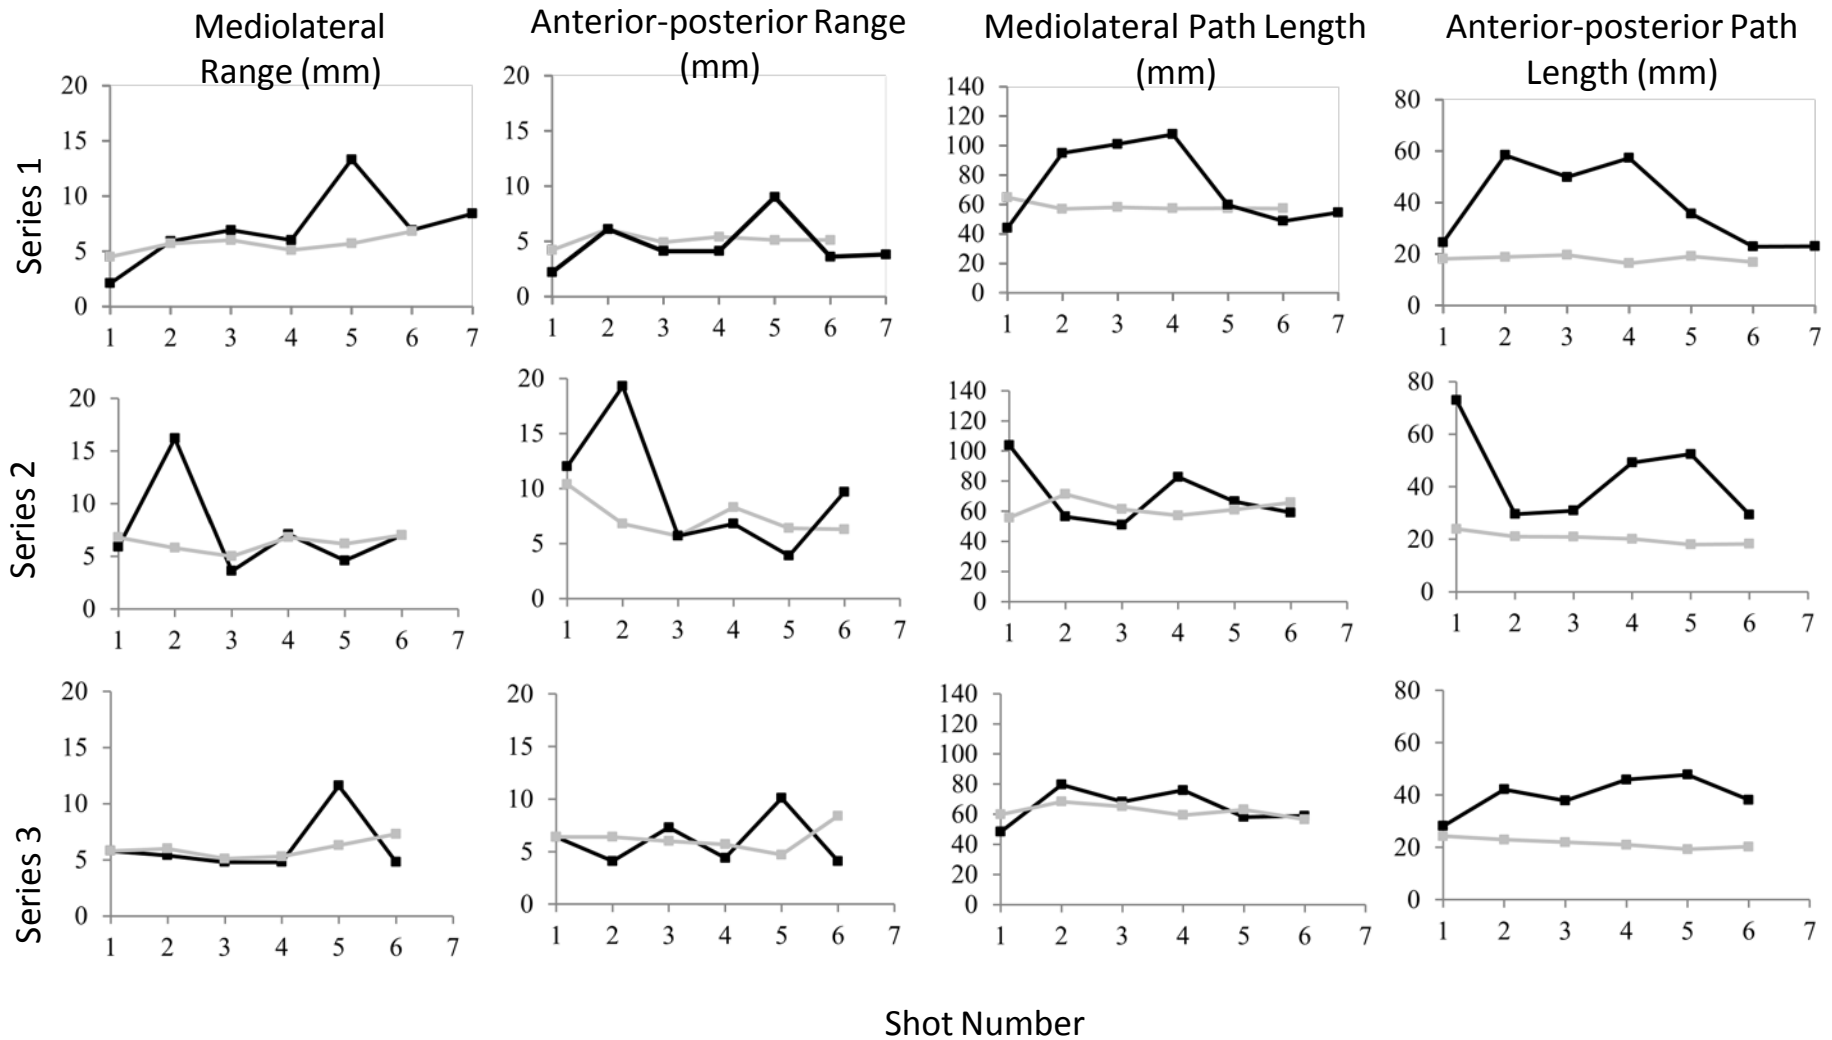 Mediolateral
Range (mm)
Anterior-posterior Range
(mm)
Mediolateral Path Length
(mm)
Anterior-posterior Path
Length (mm)
Series 1
20
15
10
5
0
1 2 3 4 5 6 7
20
15
10
5
0
1 2 3 4 5 6 7
140
120
100
80
60
40
20
0
1 2 3 4 5 6 7
80
60
40
20
0
1 2 3 4 5 6 7
Series 2
20
15
10
5
0
1 2 3 4 5 6 7
20
15
10
5
0
1 2 3 4 5 6 7
140
120
100
80
60
40
20
0
1 2 3 4 5 6 7
80
60
40
20
0
1 2 3 4 5 6 7
Series 3
20
15
10
5
0
1 2 3 4 5 6 7
20
15
10
5
0
1 2 3 4 5 6 7
140
120
100
80
60
40
20
0
1 2 3 4 5 6 7
80
60
40
20
0
1 2 3 4 5 6 7
Shot Number